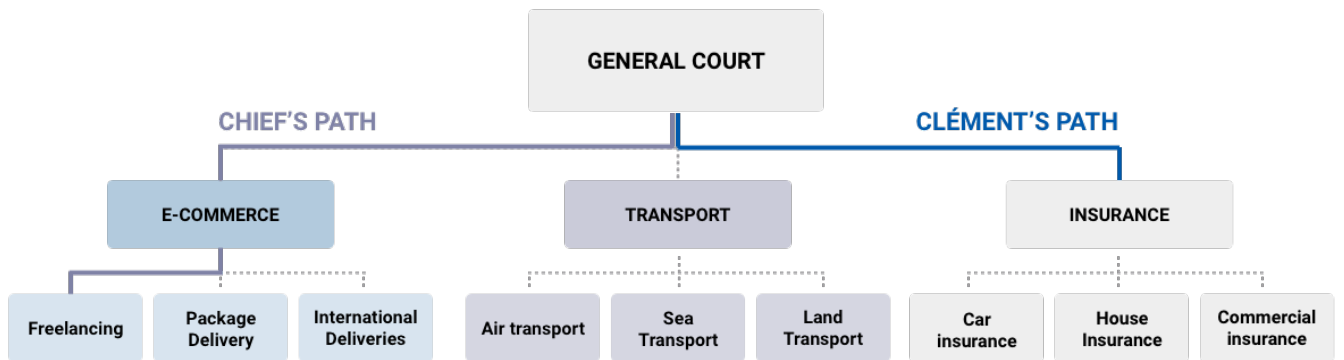 GENERAL COURT
CHIEF'S PATH
CLÉMENT'S PATH
E-COMMERCE
TRANSPORT
INSURANCE
Freelancing
Package
Delivery
International
Deliveries
Air transport
Sea
Transport
Land
Transport
Car
insurance
House
Insurance
Commercial
insurance